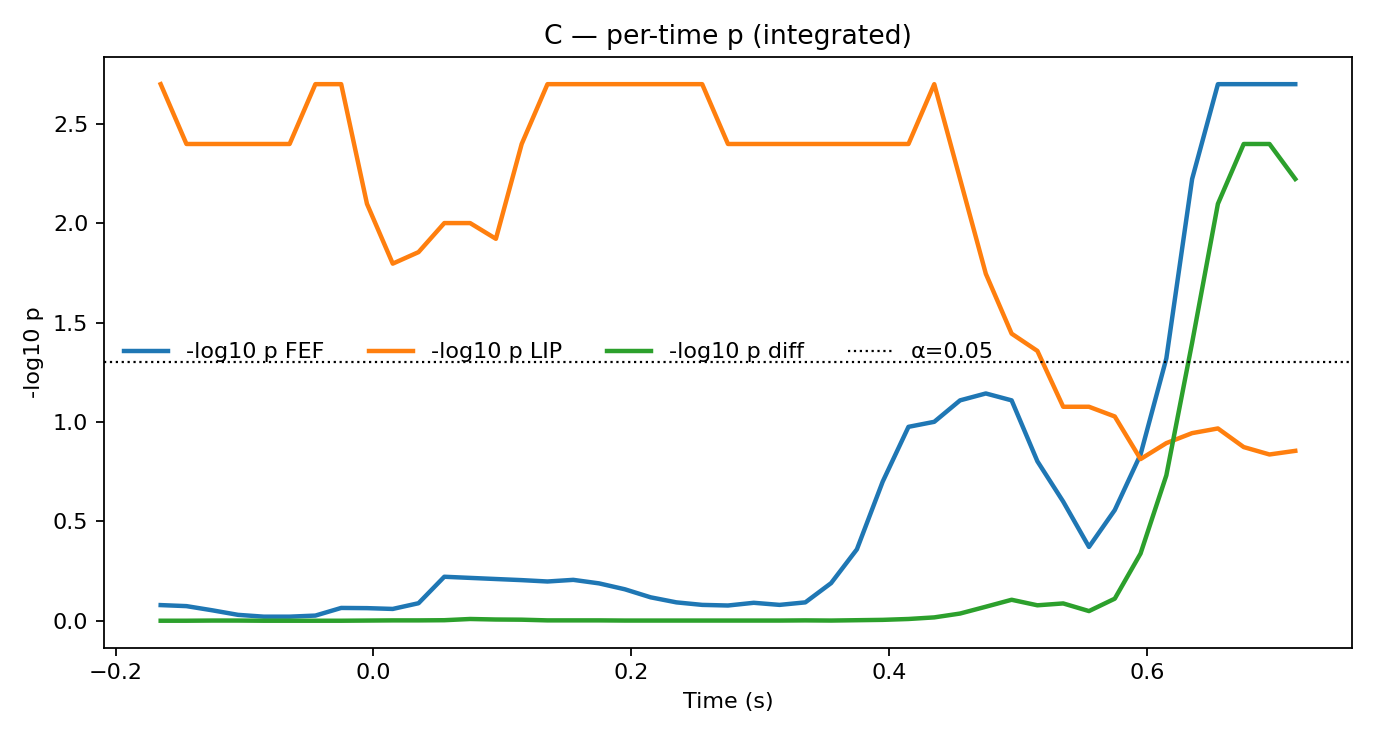 C — per-time p (integrated)
2.5
2.0
1.5
1.0
0.5
0.0
-log10 p
-log10 p FEF
-log10 p LIP
-log10 p diff
α=0.05
−0.2
0.0
0.2
0.4
0.6
Time (s)